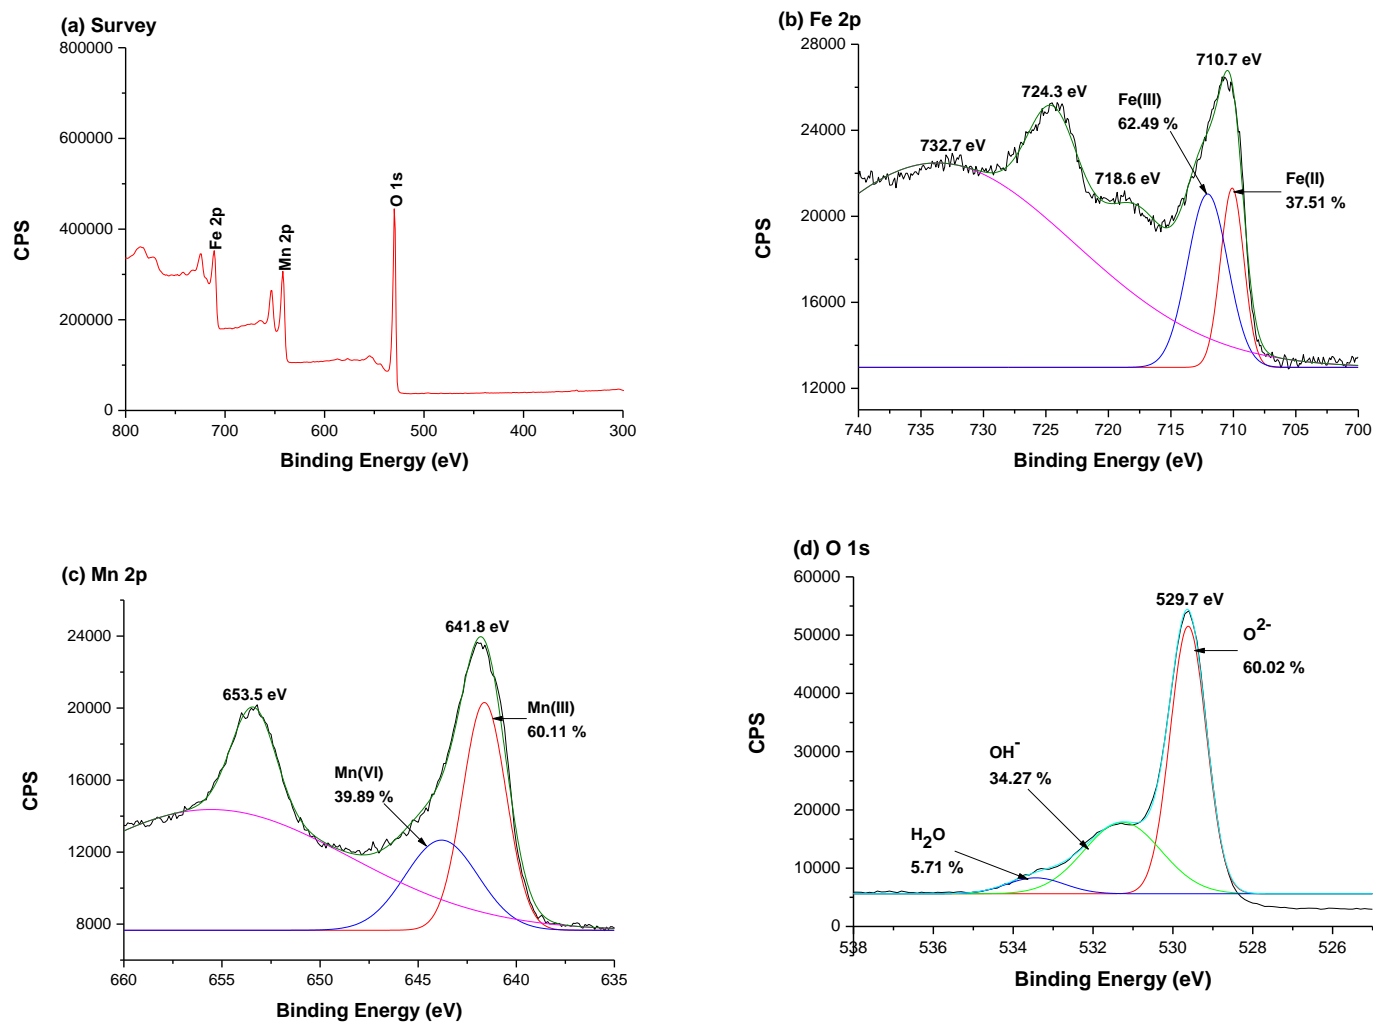 (a) Survey
800000
600000
400000
200000
0
CPS
Fe 2p
Mn 2p
O 1s
800
700
600
500
400
300
Binding Energy (eV)
(b) Fe 2p
28000
24000
20000
16000
12000
CPS
732.7 eV
724.3 eV
718.6 eV
710.7 eV
Fe(III)
62.49 %
Fe(II)
37.51 %
740
735
730
725
720
715
710
705
700
Binding Energy (eV)
(c) Mn 2p
24000
20000
16000
12000
8000
CPS
653.5 eV
641.8 eV
Mn(III)
60.11 %
Mn(VI)
39.89 %
660
655
650
645
640
635
Binding Energy (eV)
(d) O 1s
60000
50000
40000
30000
20000
10000
0
CPS
529.7 eV
O2-
60.02 %
OH-
34.27 %
H2O
5.71 %
538
536
534
532
530
528
526
Binding Energy (eV)